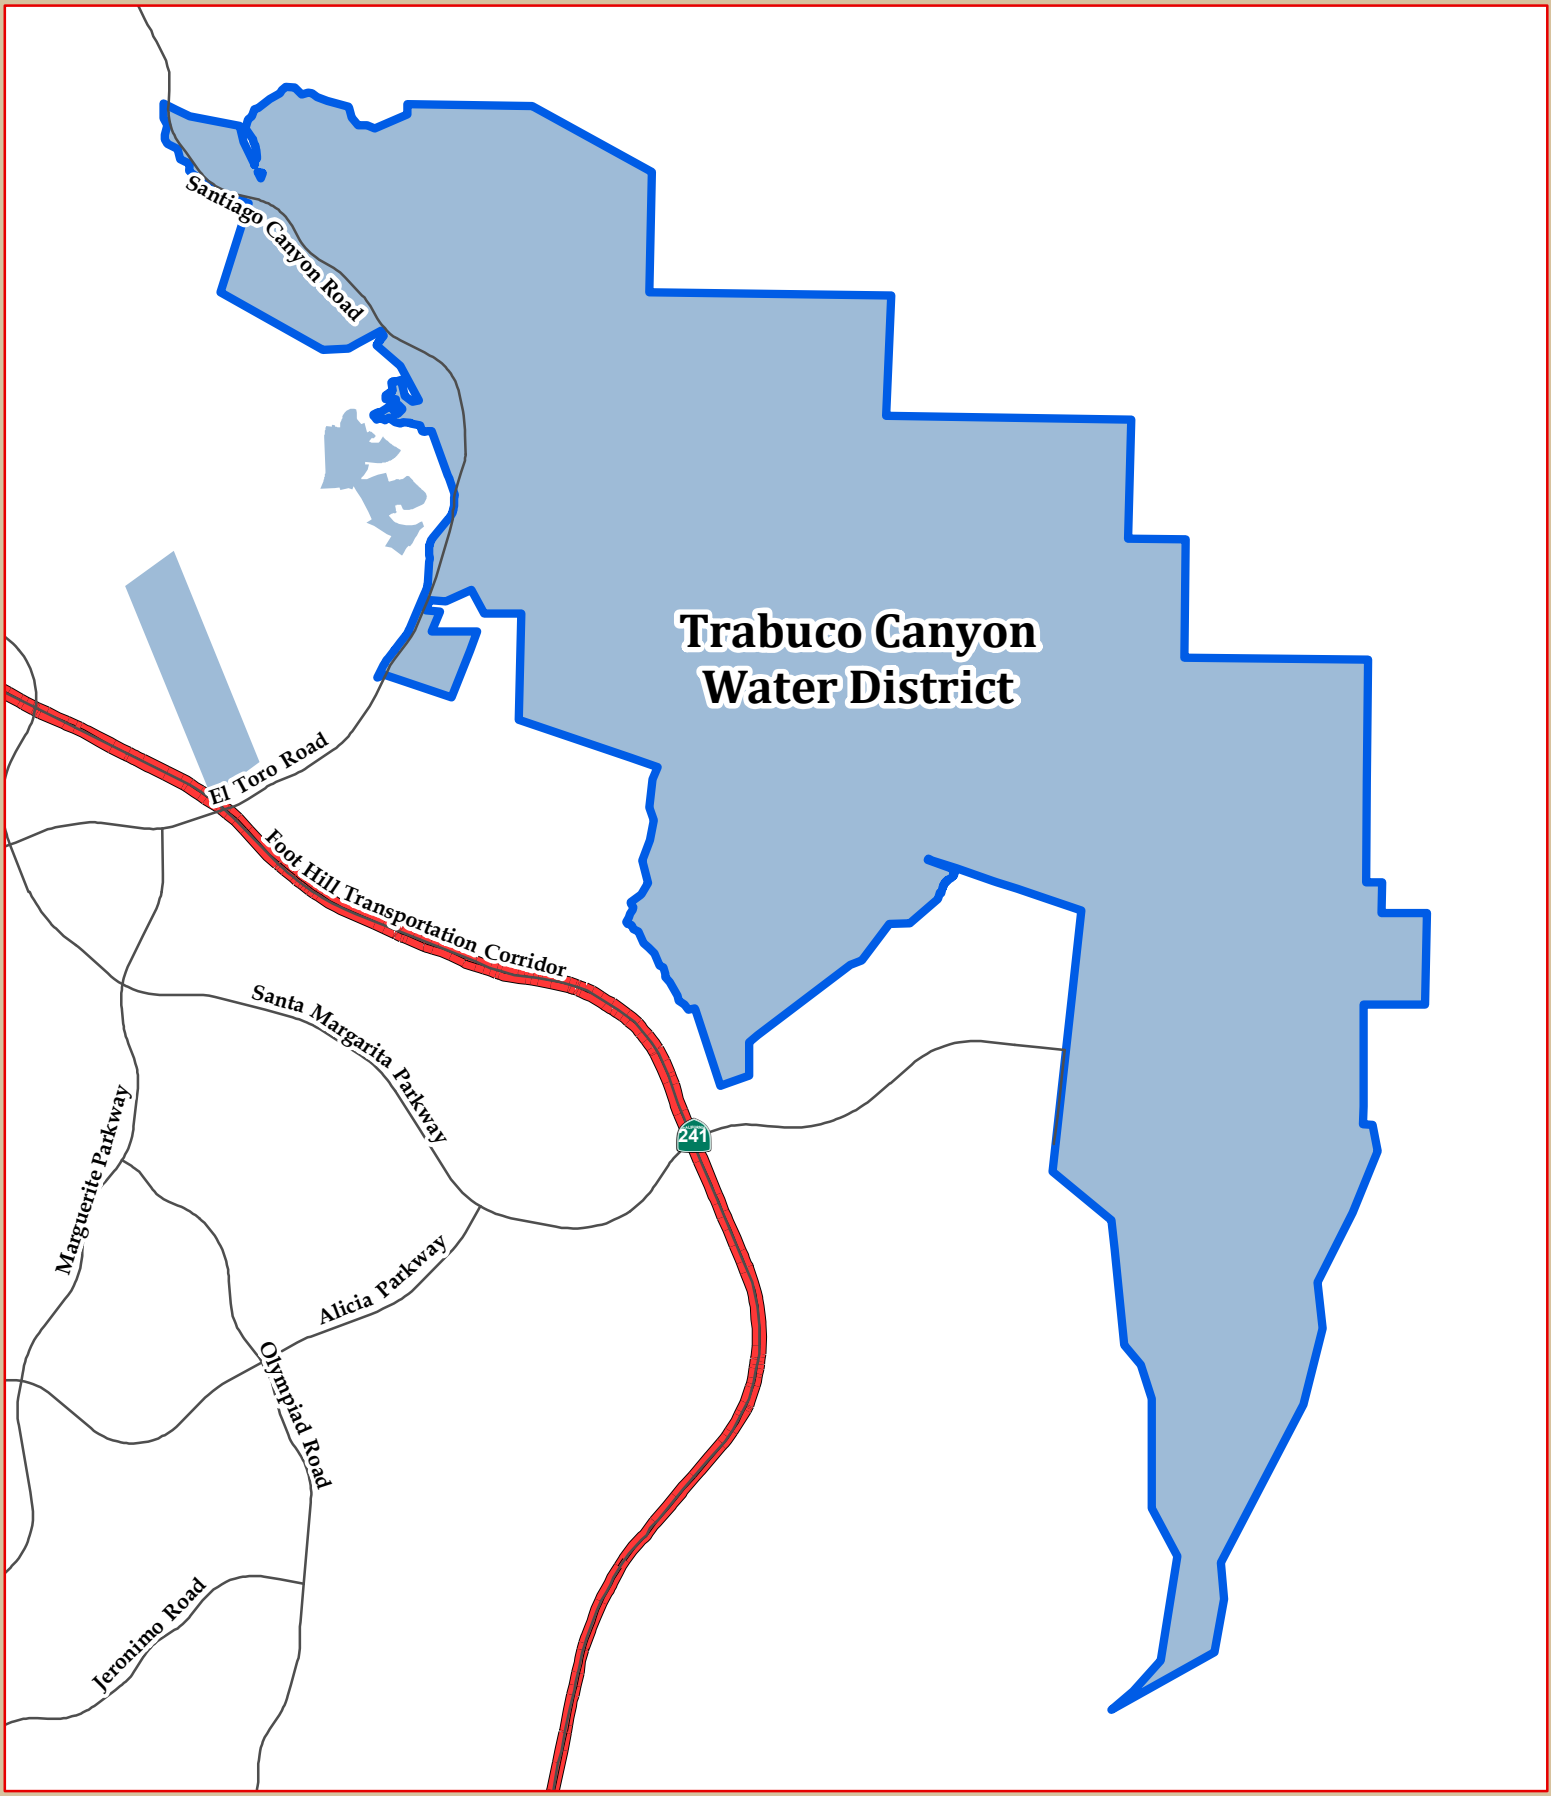 Santiago Canyon Road
Trabuco Canyon
Water District
El Toro Road
Foot Hill Transportation Corridor
Santa Margarita Parkway
Marguerite Parkway
241
Alicia Parkway
Olympiad Road
Jeronimo Road